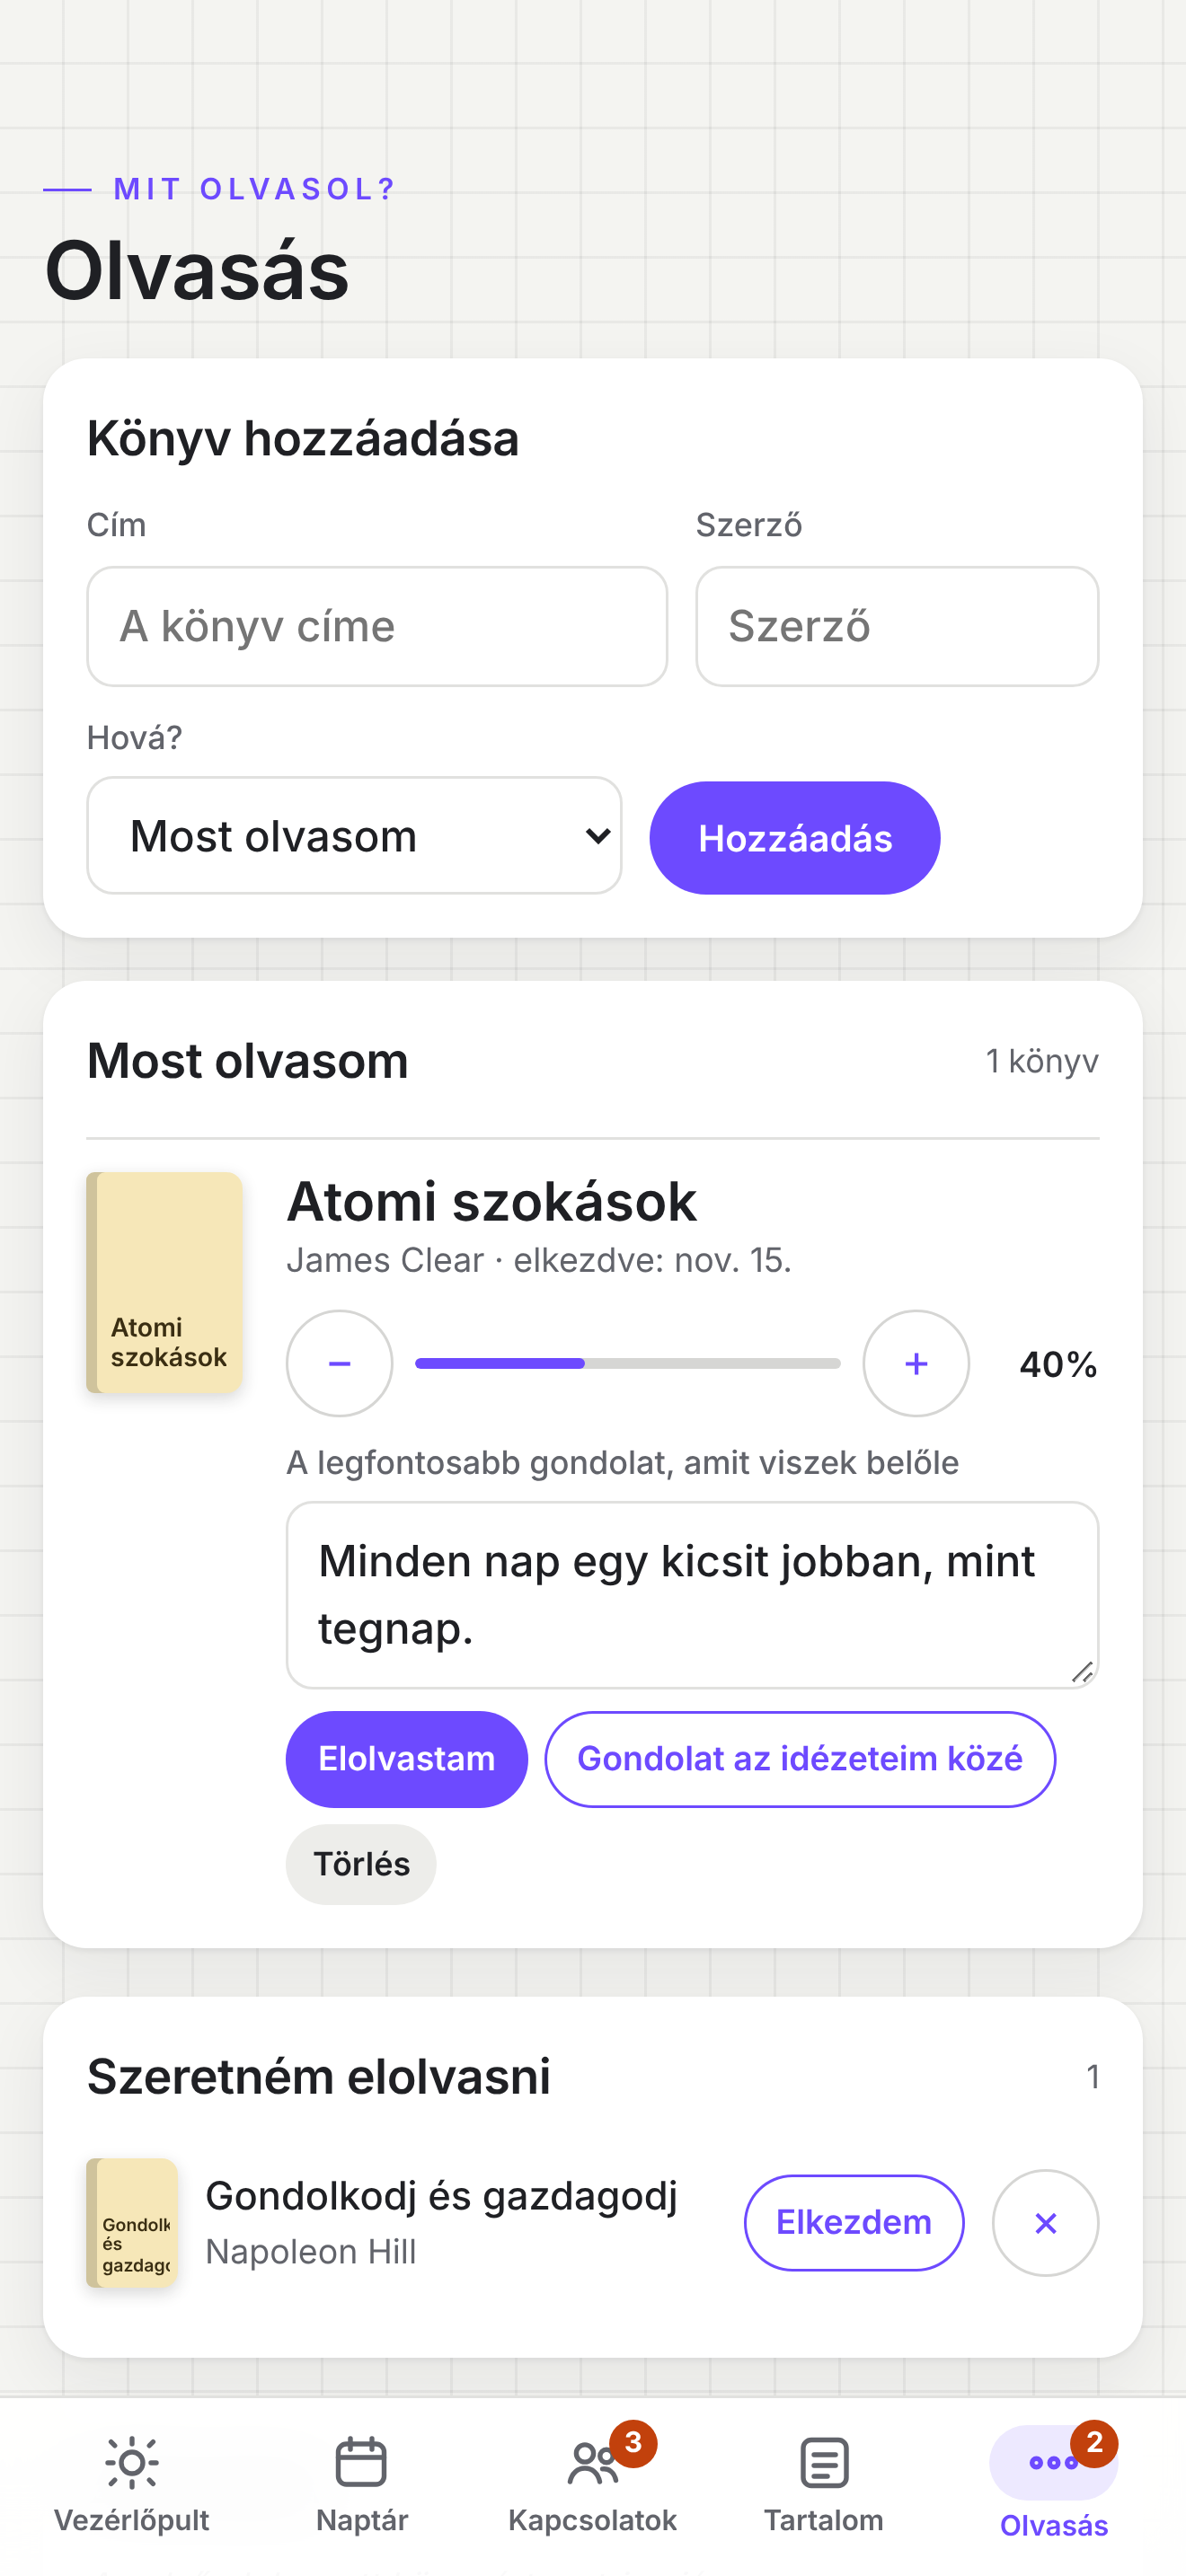 MIT OLVASOL?
Olvasás
Könyv hozzáadása
Cím
Szerző
A könyv címe
Szerző
Hová?
Most olvasom
Hozzáadás
Most olvasom
1 könyv
Atomi
szokások
Atomi szokások
James Clear · elkezdve: nov. 15.
−
+
40%
A legfontosabb gondolat, amit viszek belőle
Minden nap egy kicsit jobban, mint
tegnap.
Elolvastam
Gondolat az idézeteim közé
Törlés
Szeretném elolvasni
1
és
Gondolkodj és gazdagodj
Napoleon Hill
Elkezdem
×
3
2
Vezérlőpult
Naptár
Kapcsolatok
Tartalom
Olvasás